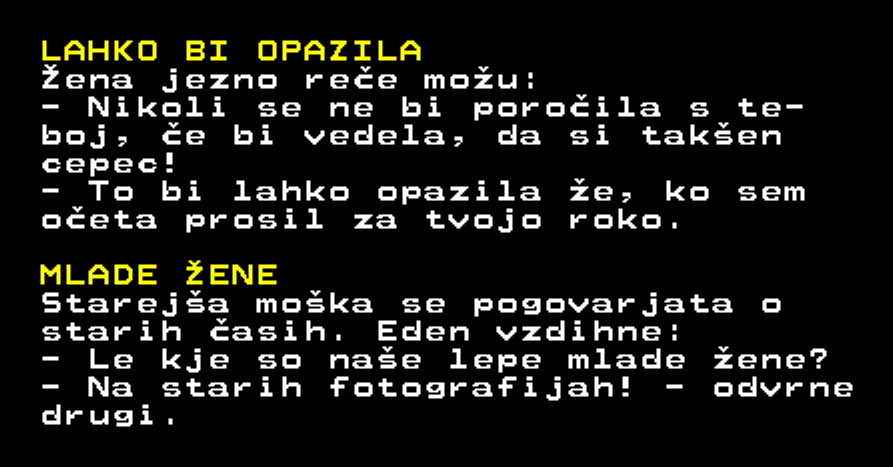 LAHKO BI OPAZILA
Žena jezno reče možu:
- Nikoli se ne bi poročila s te-
boj, če bi vedela, da si takšen
cepec!
- To bi lahko opazila že, ko sem
očeta prosil za tvojo roko.

MLADE ŽENE
Starejša moška se pogovarjata o
starih časih. Eden vzdihne:
- Le kje so naše lepe mlade žene?
- Na starih fotografijah! - odvrne
drugi.